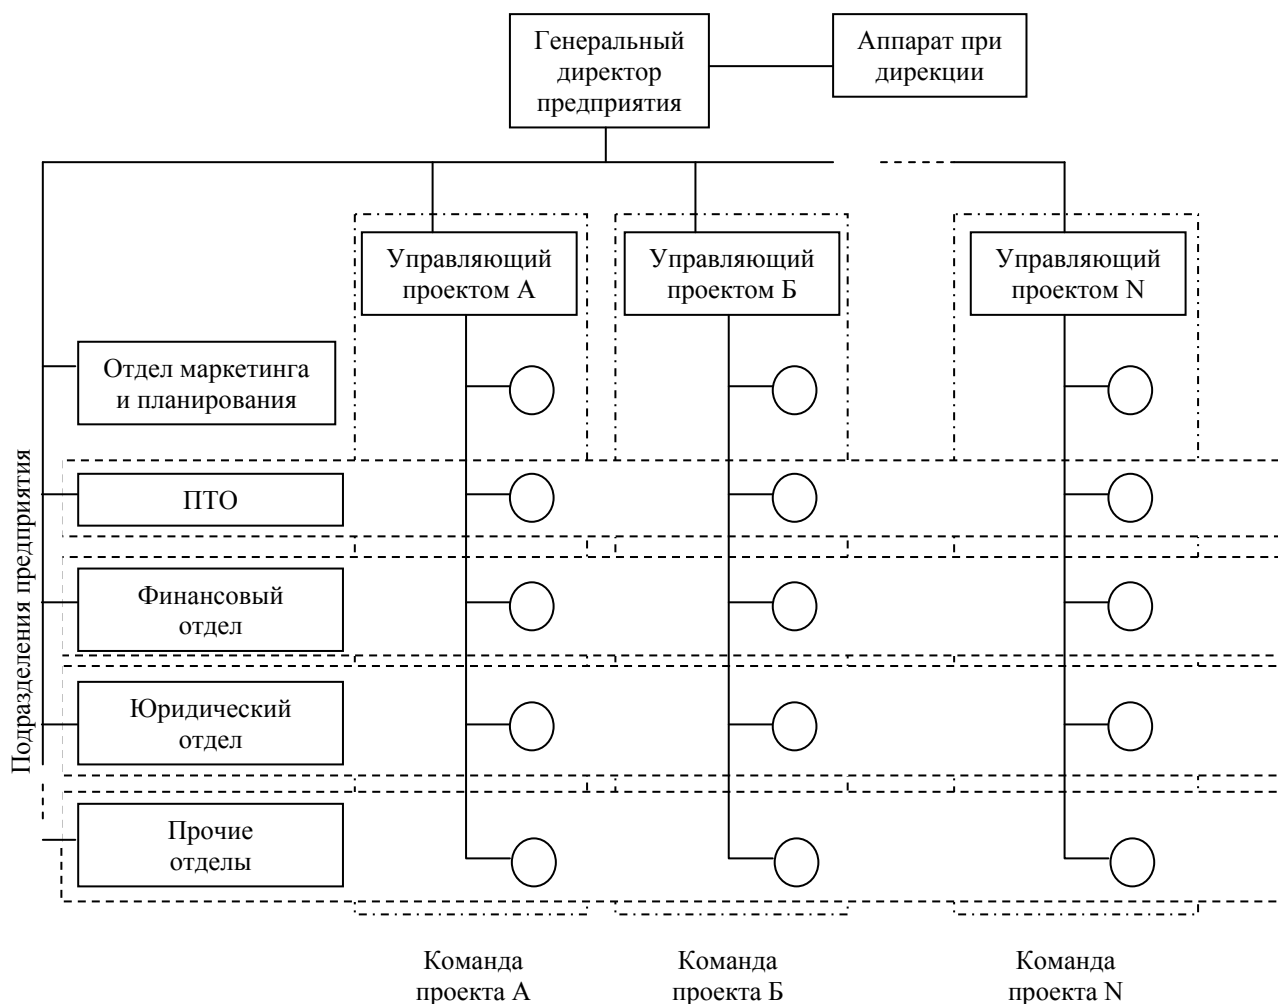 Генеральный
директор
предприятия
Аппарат при
дирекции
Управляющий
проектом А
Управляющий
проектом Б
Управляющий
проектом N
Подразделения предприятия
Отдел маркетинга
и планирования
ПТО
Финансовый
отдел
Юридический
отдел
Прочие
отделы
Команда
проекта А
Команда
проекта Б
Команда
проекта N